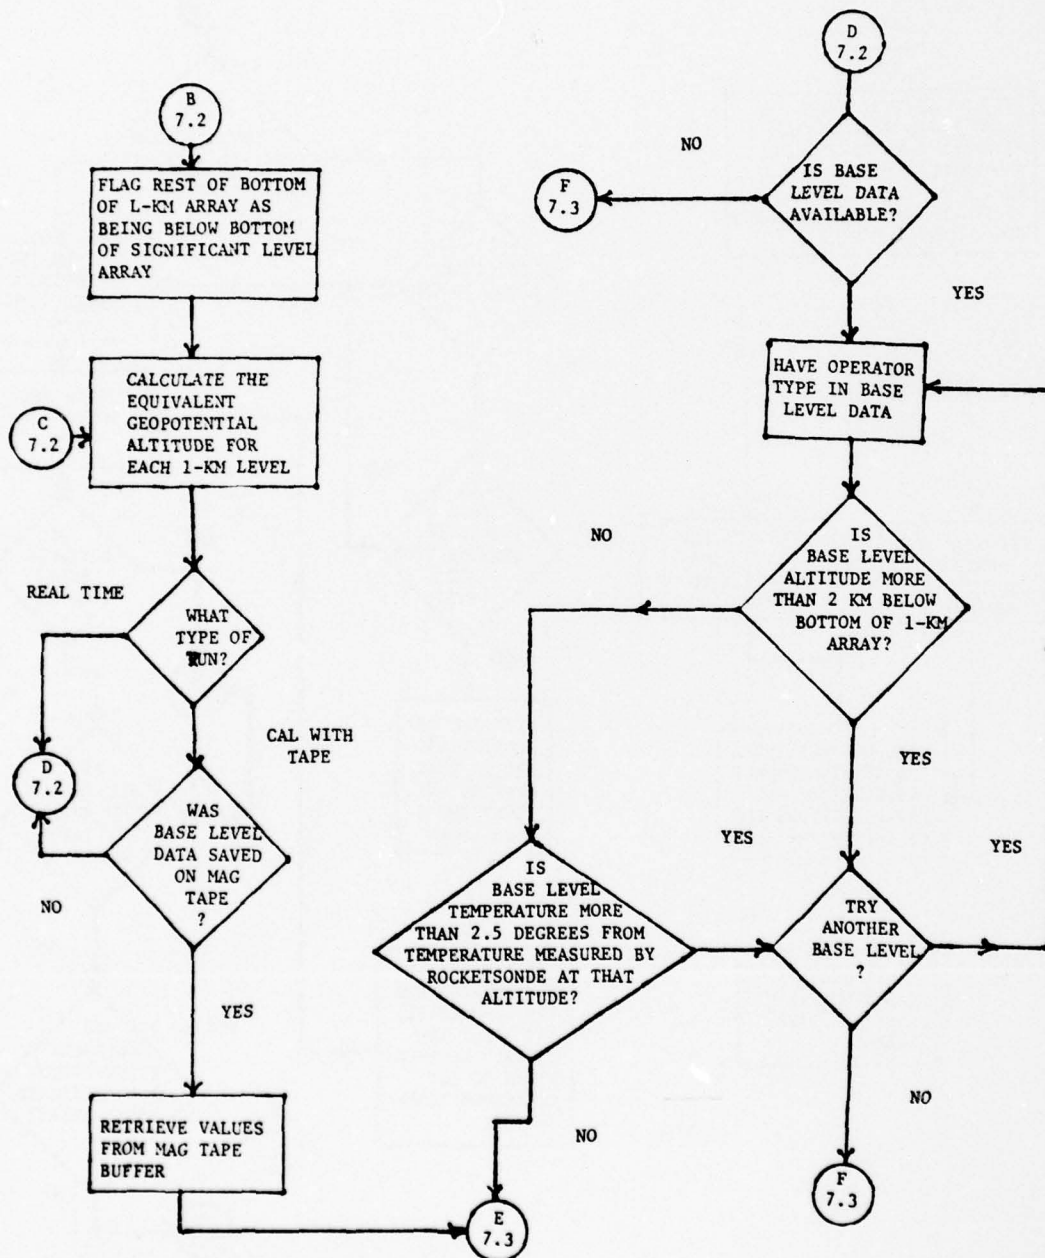 B
7.2
FLAG REST OF BOTTOM
OF L-KM ARRAY AS
BEING BELOW BOTTOM
OF SIGNIFICANT LEVEL
ARRAY
C
7.2
CALCULATE THE
EQUIVALENT
GEOPOTENTIAL
ALTITUDE FOR
EACH 1-KM LEVEL
REAL TIME
WHAT
TYPE OF
RUN?
CAL WITH
TAPE
D
7.2
WAS
BASE LEVEL
DATA SAVED
ON MAG
TAPE
?
NO
YES
RETRIEVE VALUES
FROM MAG TAPE
BUFFER
E
7.3
D
7.2
NO
IS BASE
LEVEL DATA
AVAILABLE?
F
7.3
YES
HAVE OPERATOR
TYPE IN BASE
LEVEL DATA
NO
IS
BASE LEVEL
ALTITUDE MORE
THAN 2 KM BELOW
BOTTOM OF 1-KM
ARRAY?
YES
IS
BASE LEVEL
TEMPERATURE MORE
THAN 2.5 DEGREES FROM
TEMPERATURE MEASURED BY
ROCKETSONDE AT THAT
ALTITUDE?
YES
TRY
ANOTHER
BASE LEVEL
?
YES
NO
NO
F
7.3